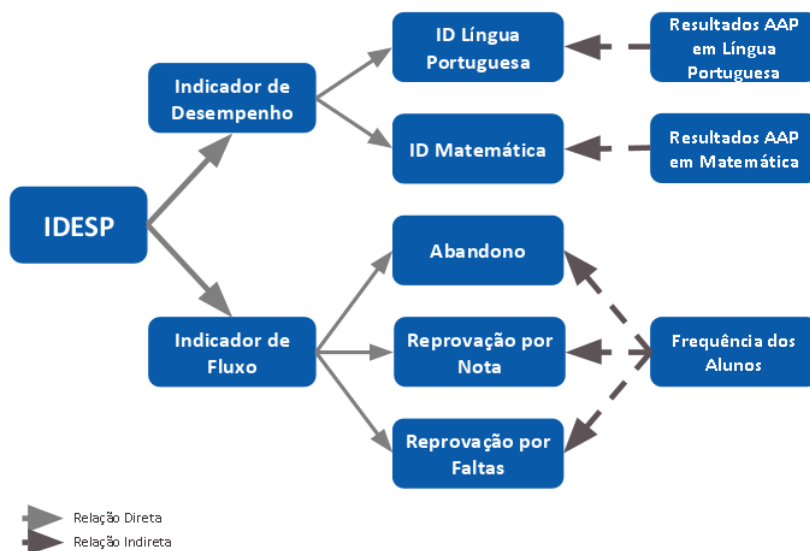 IDESP
Indicador de
Desempenho
Indicador de
Fluxo
ID Língua
Portuguesa
ID Matemática
Abandono
Reprovação por
Nota
Reprovação por
Faltas
Resultados AAP
em Língua
Portuguesa
Resultados AAP
em Matemática
Frequência dos
Alunos
Relação Direta
Relação Indireta